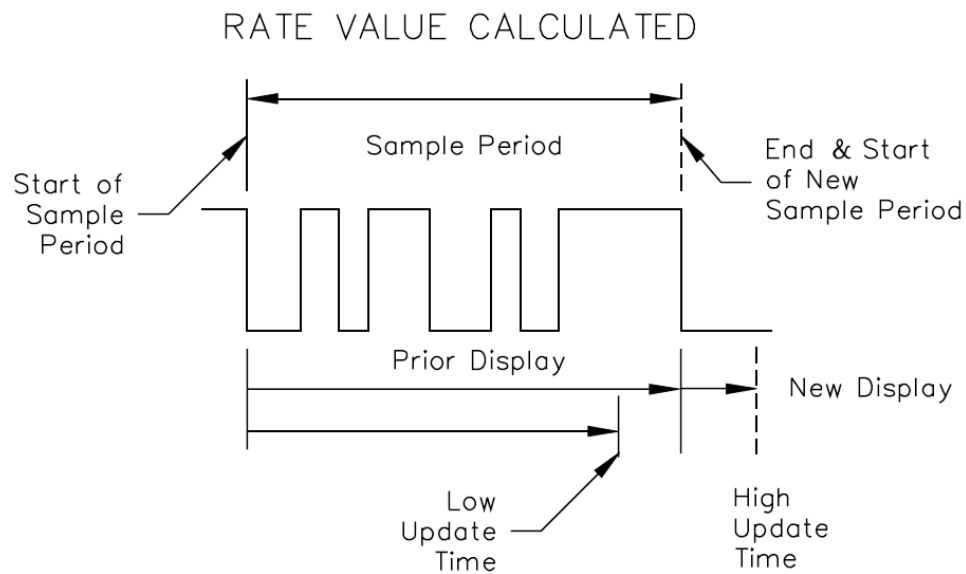 RATE VALUE CALCULATED
Sample Period
Start of
Sample
Period
End & Start
of New
Sample Period
Prior Display
New Display
Low
Update
Time
High
Update
Time